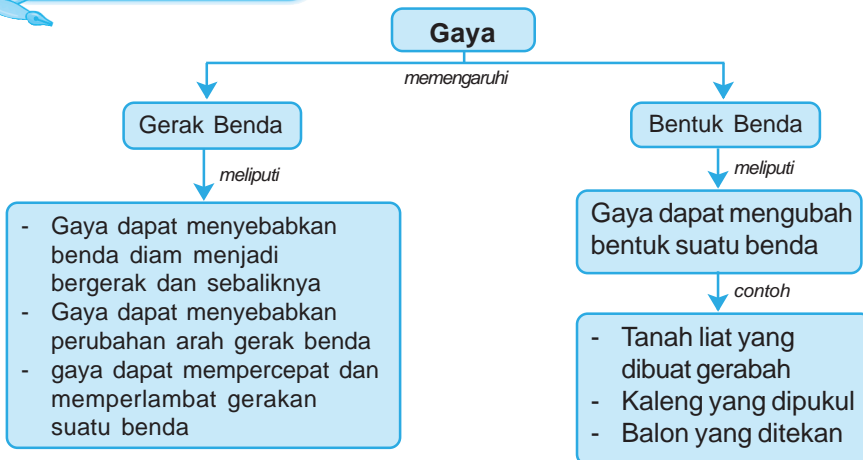 Gaya
memengaruhi
Gerak Benda
meliputi
- Gaya dapat menyebabkan
benda diam menjadi
bergerak dan sebaliknya
- Gaya dapat menyebabkan
perubahan arah gerak benda
- gaya dapat mempercepat dan
memperlambat gerakan
suatu benda
Bentuk Benda
meliputi
Gaya dapat mengubah
bentuk suatu benda
contoh
- Tanah liat yang
dibuat gerabah
- Kaleng yang dipukul
- Balon yang ditekan